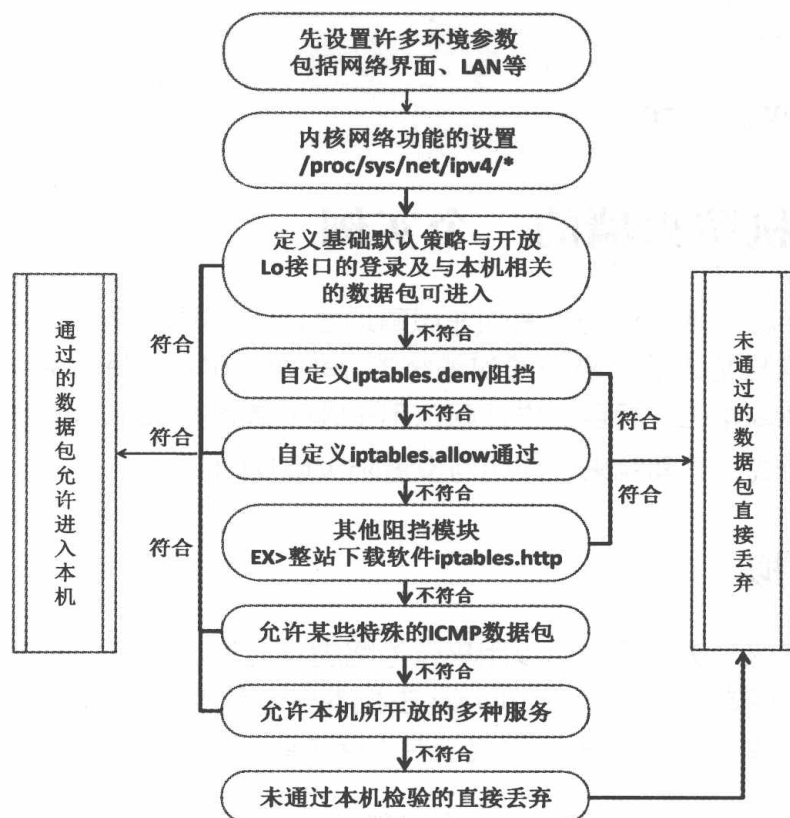 先设置许多环境参数
包括网络界面、LAN等
内核网络功能的设置
/proc/sys/net/ipv4/*
定义基础默认策略与开放
Lo接口的登录及与本机相关
的数据包可进入
不符合
符合
自定义iptables.deny阻挡
不符合
符合
符合
自定义iptables.allow通过
不符合
符合
其他阻挡模块
EX>整站下载软件iptables.http
符合
不符合
允许某些特殊的ICMP数据包
不符合
允许本机所开放的多种服务
不符合
未通过本机检验的直接丢弃
通过的数据包允许进入本机
未通过的数据包直接丢弃